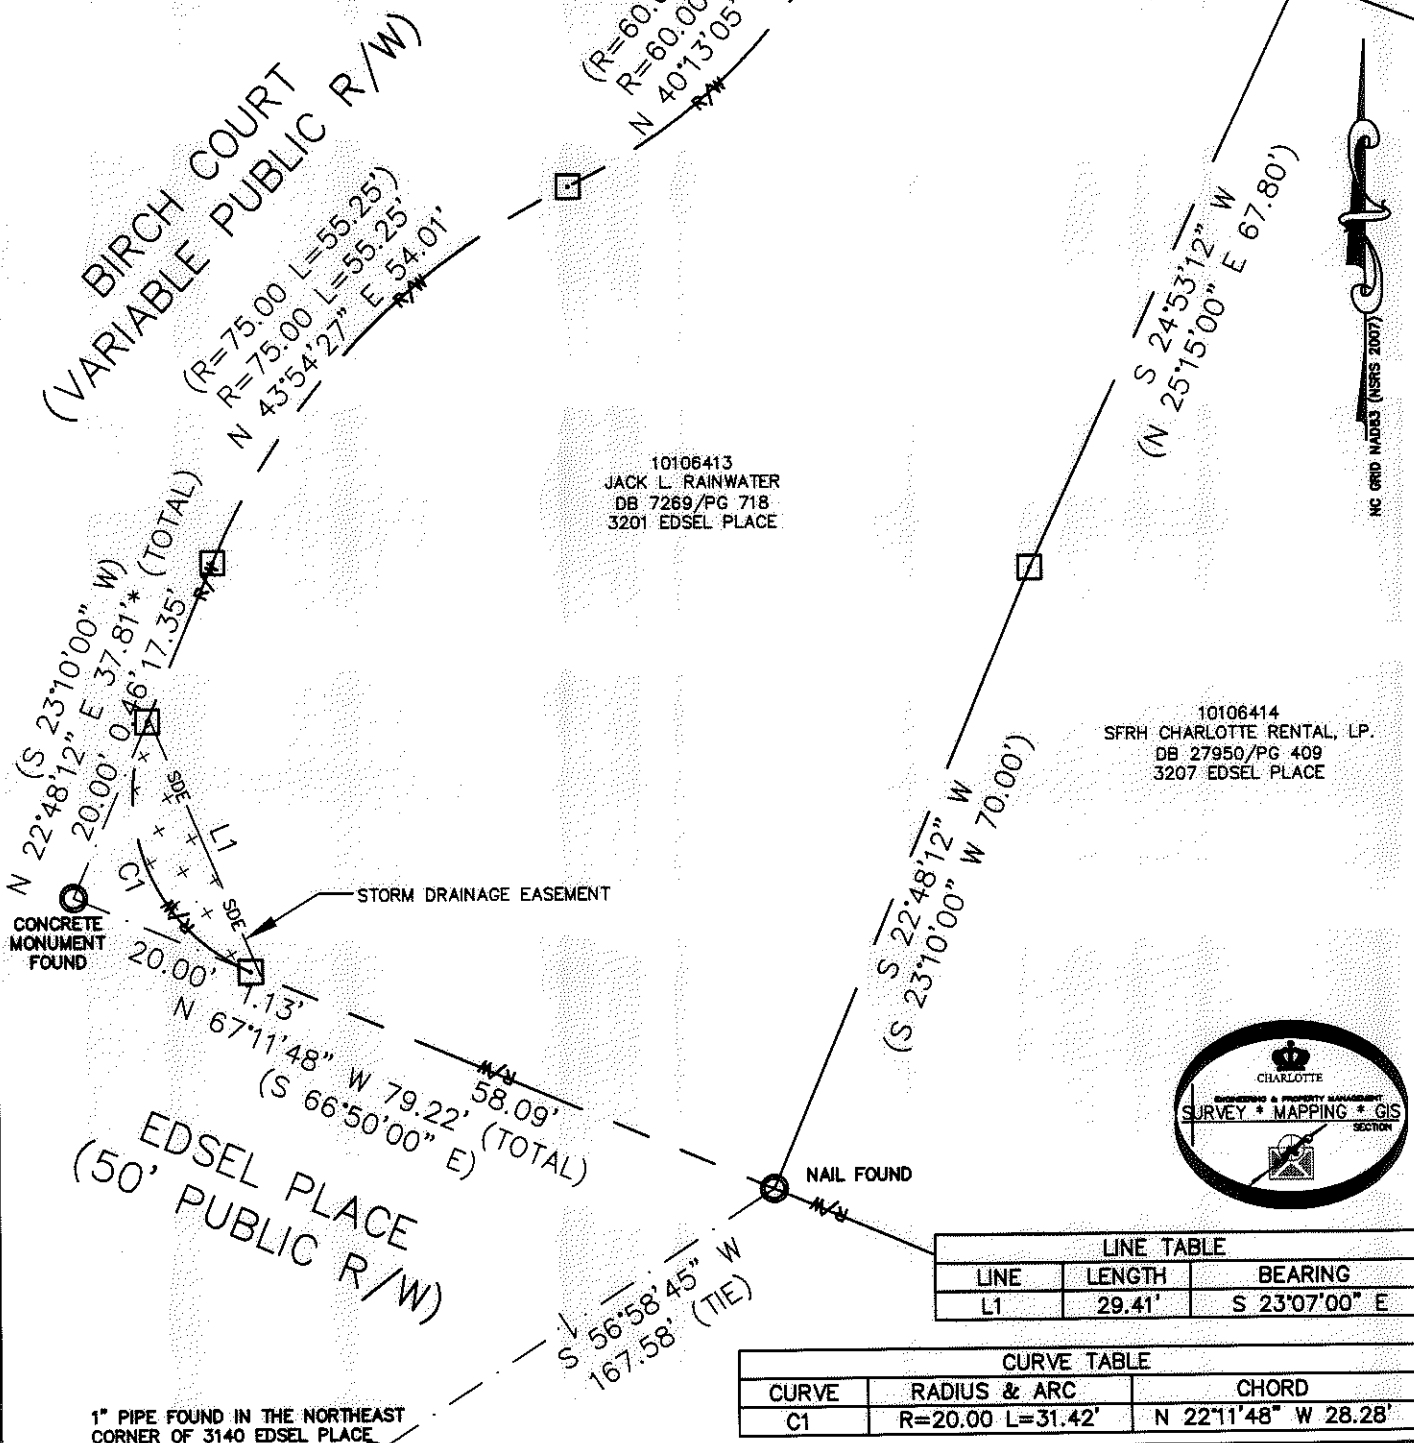 BIRCH COURT
(VARIABLE PUBLIC R/W)
R=60.00
N 40°13'05"
R/W
(R=75.00 L=55.25')
R=75.00 L=55.25'
N 43°54'27" E 54.01'
R/W
S 24°53'12" W
(N 25°15'00" E 67.80')
NC GRID NAD83 (NSRS 2007)
10106413
JACK L. RAINWATER
DB 7269/PG 718
3201 EDSEL PLACE
(S 23°10'00" W)
N 22°48'12" E 37.81'* (TOTAL)
20.00' 0.46' 17.35'
R/W
10106414
SFRH CHARLOTTE RENTAL, LP.
DB 27950/PG 409
3207 EDSEL PLACE
S 22°48'12" W
(S 23°10'00" W 70.00')
SDE
L1
C1
R/W
SDE
STORM DRAINAGE EASEMENT
CONCRETE
MONUMENT
FOUND
20.00' 1.13'
N 67°11'48" W 79.22' (TOTAL)
(S 66°50'00" E)
R/W
58.09'
EDSEL PLACE
(50' PUBLIC R/W)
NAIL FOUND
R/W
S 56°58'45" W
167.58' (TIE)
CHARLOTTE
ENGINEERING & PROPERTY MANAGEMENT
SURVEY * MAPPING * GIS
SECTION
LINE TABLE
LINE LENGTH BEARING
L1 29.41' S 23°07'00" E
CURVE TABLE
CURVE RADIUS & ARC CHORD
C1 R=20.00 L=31.42' N 22°11'48" W 28.28'
1" PIPE FOUND IN THE NORTHEAST
CORNER OF 3140 EDSEL PLACE